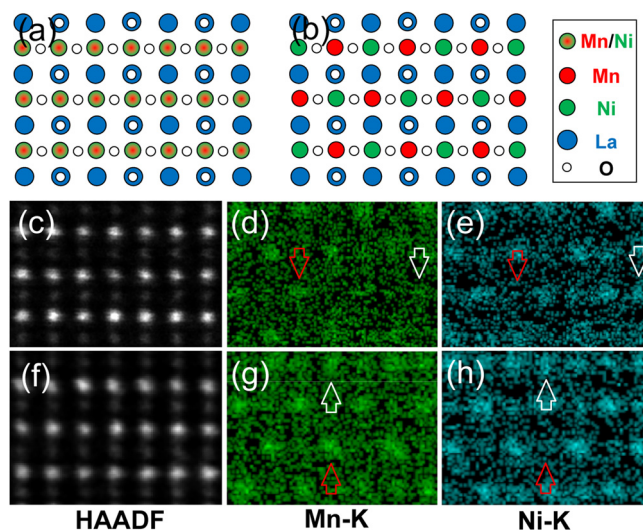 (a)
(b)
Mn/Ni
Mn
Ni
La
O
(c)
(d)
(e)
(f)
(g)
(h)
HAADF
Mn-K
Ni-K